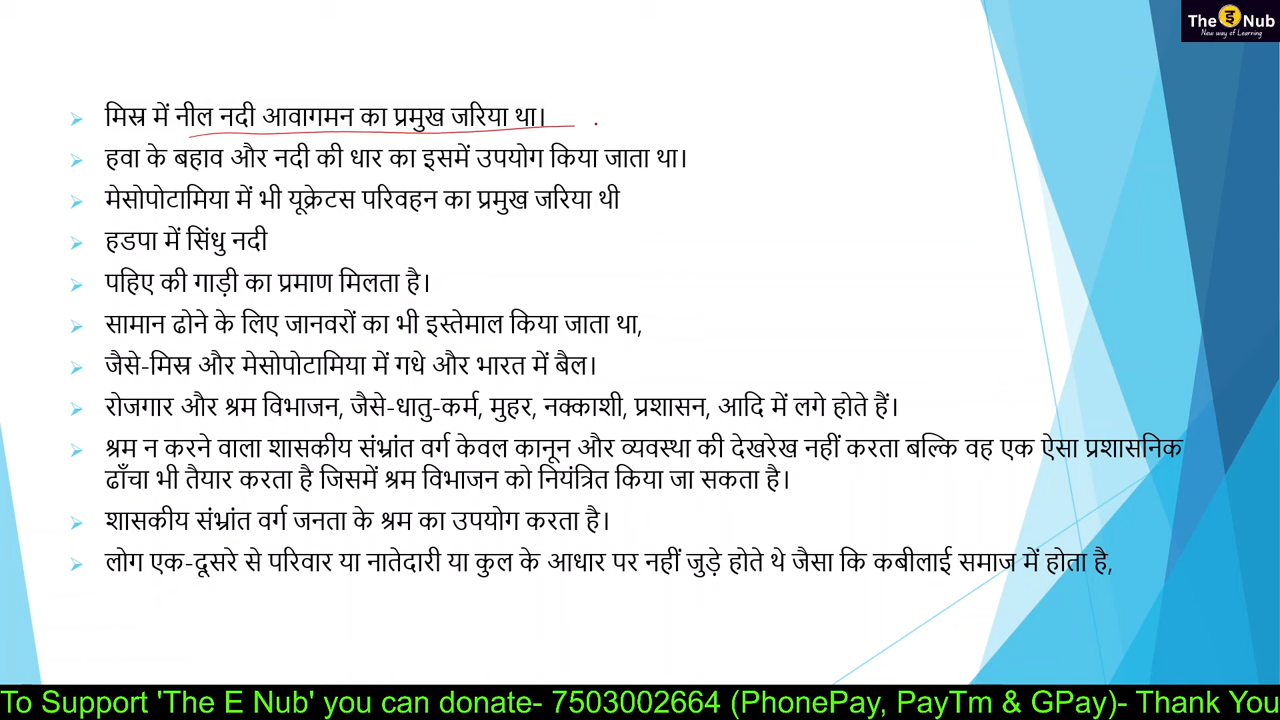 The इ Nub
New way of Learning
मिस्र में नील नदी आवागमन का प्रमुख जरिया था।
हवा के बहाव और नदी की धार का इसमें उपयोग किया जाता था।
मेसोपोटामिया में भी यूक्रेटस परिवहन का प्रमुख जरिया थी
हडपा में सिंधु नदी
पहिए की गाड़ी का प्रमाण मिलता है।
सामान ढोने के लिए जानवरों का भी इस्तेमाल किया जाता था,
जैसे-मिस्र और मेसोपोटामिया में गधे और भारत में बैल।
रोजगार और श्रम विभाजन, जैसे-धातु-कर्म, मुहर, नक्काशी, प्रशासन, आदि में लगे होते हैं।
श्रम न करने वाला शासकीय संभ्रांत वर्ग केवल कानून और व्यवस्था की देखरेख नहीं करता बल्कि वह एक ऐसा प्रशासनिक
ढाँचा भी तैयार करता है जिसमें श्रम विभाजन को नियंत्रित किया जा सकता है।
शासकीय संभ्रांत वर्ग जनता के श्रम का उपयोग करता है।
लोग एक-दूसरे से परिवार या नातेदारी या कुल के आधार पर नहीं जुड़े होते थे जैसा कि कबीलाई समाज में होता है,
To Support 'The E Nub' you can donate- 7503002664 (PhonePay, PayTm & GPay)- Thank You